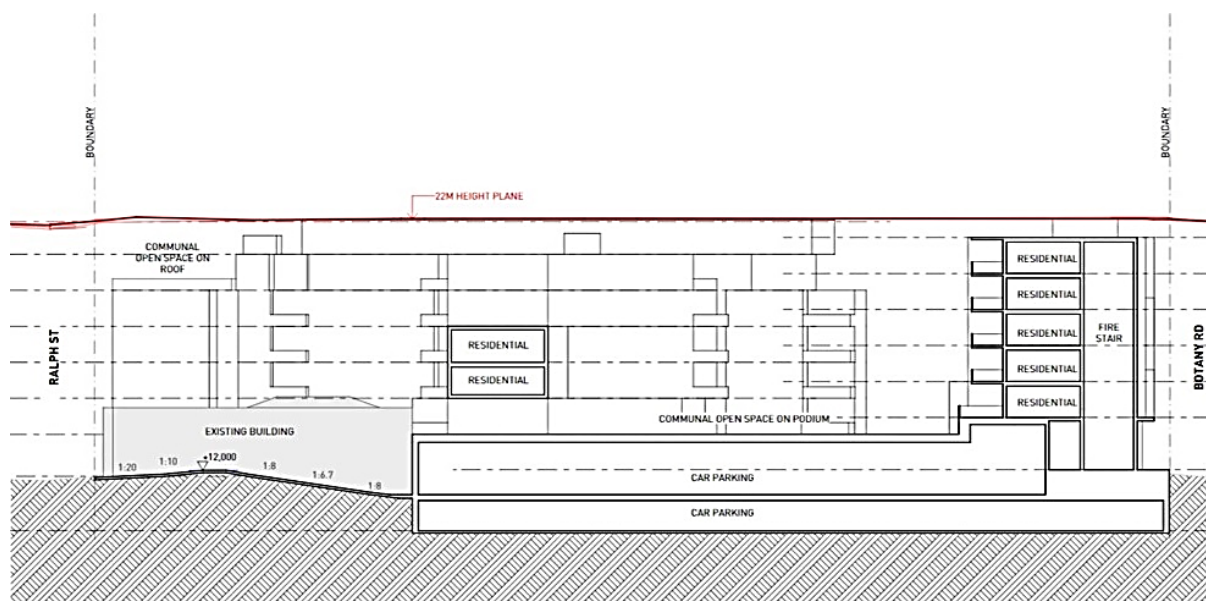 BOUNDARY
BOUNDARY
22M HEIGHT PLANE
COMMUNAL
OPEN SPACE ON
ROOF
RESIDENTIAL
RESIDENTIAL
RESIDENTIAL
RESIDENTIAL
RESIDENTIAL
FIRE
STAIR
RALPH ST
BOTANY RD
RESIDENTIAL
RESIDENTIAL
COMMUNAL OPEN SPACE ON PODIUM
EXISTING BUILDING
+12,000
1:20
1:10
1:8
1:6.7
1:8
CAR PARKING
CAR PARKING